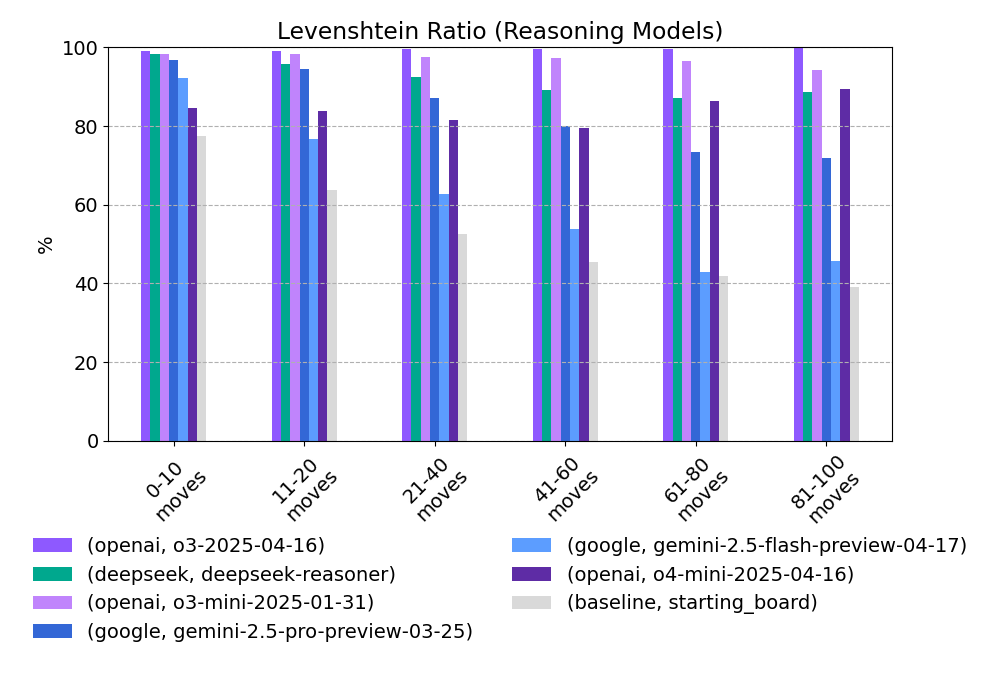 Levenshtein Ratio (Reasoning Models)
%
100
80
60
40
20
0
0-10
moves
11-20
moves
21-40
moves
41-60
moves
61-80
moves
81-100
moves
(openai, o3-2025-04-16)
(deepseek, deepseek-reasoner)
(openai, o3-mini-2025-01-31)
(google, gemini-2.5-pro-preview-03-25)
(google, gemini-2.5-flash-preview-04-17)
(openai, o4-mini-2025-04-16)
(baseline, starting_board)